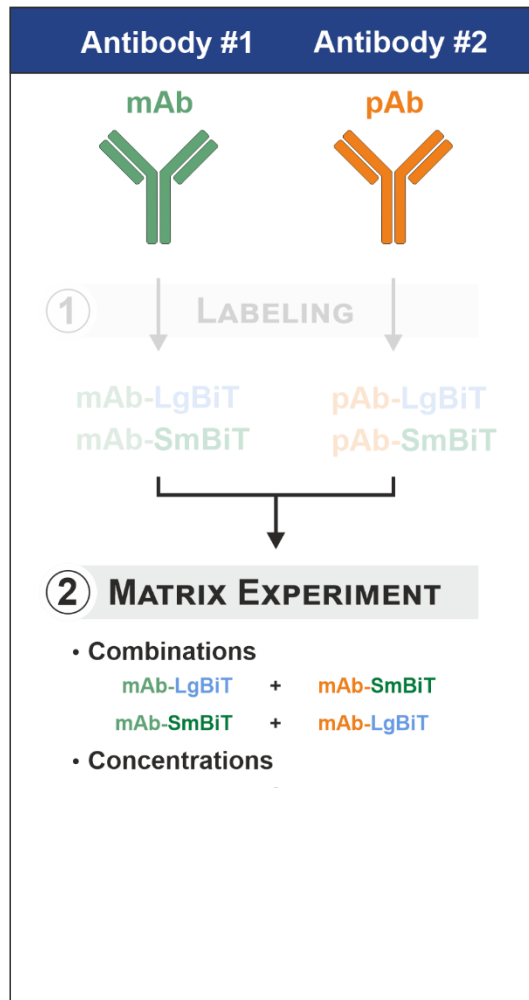 Antibody #1 Antibody #2
mAb pAb
1 LABELING
mAb-LgBiT pAb-LgBiT
mAb-SmBiT pAb-SmBiT
2 MATRIX EXPERIMENT
• Combinations
mAb-LgBiT + mAb-SmBiT
mAb-SmBiT + mAb-LgBiT
• Concentrations